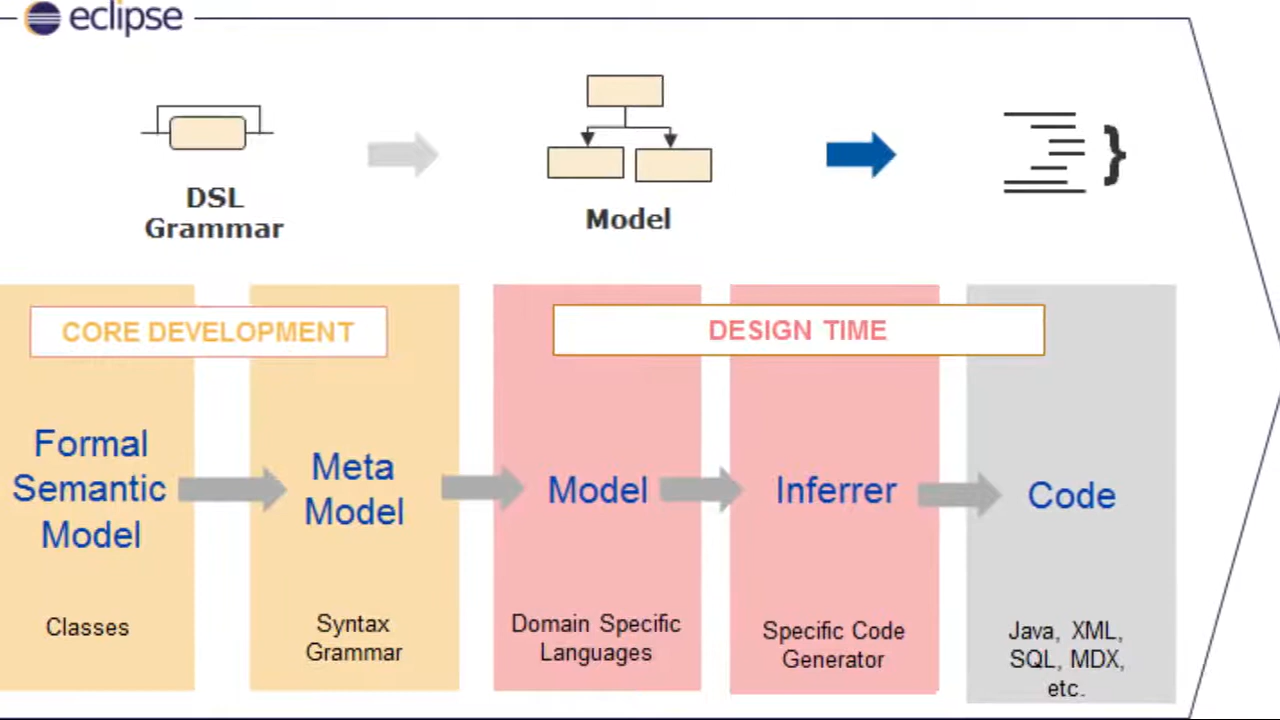 eclipse
DSL
Grammar
Model
}
CORE DEVELOPMENT
DESIGN TIME
Formal
Semantic
Model
Meta
Model
Model
Inferrer
Code
Classes
Syntax
Grammar
Domain Specific
Languages
Specific Code
Generator
Java, XML,
SQL, MDX,
etc.